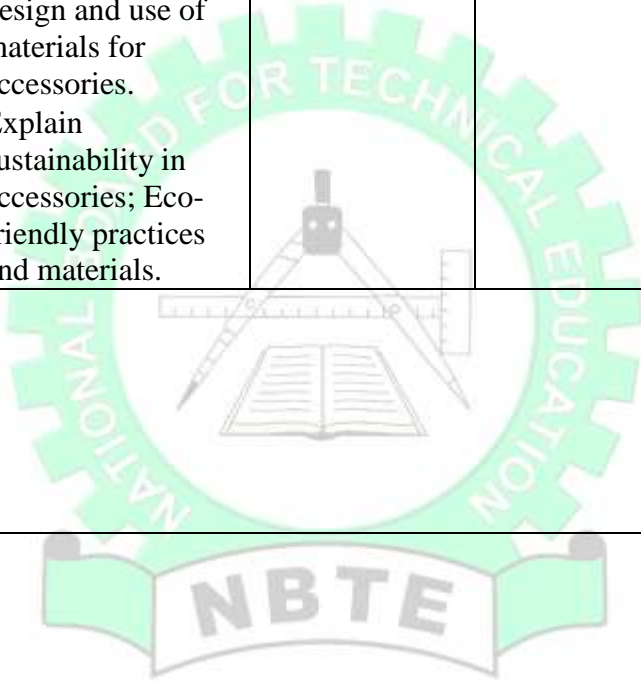 esign and use of
aterials for
ccessories.
xplain
ustainability in
ccessories; Eco-
riendly practices
nd materials.
NATIONAL BOARD FOR TECHNICAL EDUCATION
NBTE